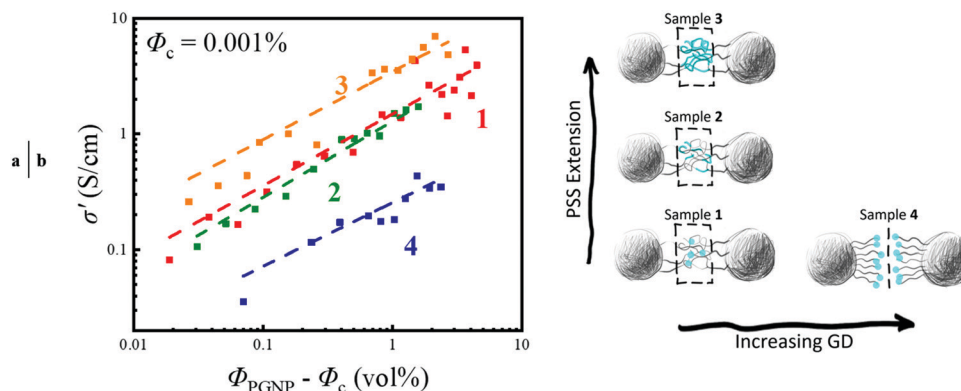 a | b
Φc = 0.001%
10
1
0.1
σ′ (S/cm)
3
1
2
4
0.01
0.1
1
10
ΦPGNP - Φc (vol%)
PSS Extension
Sample 3
Sample 2
Sample 1
Sample 4
Increasing GD